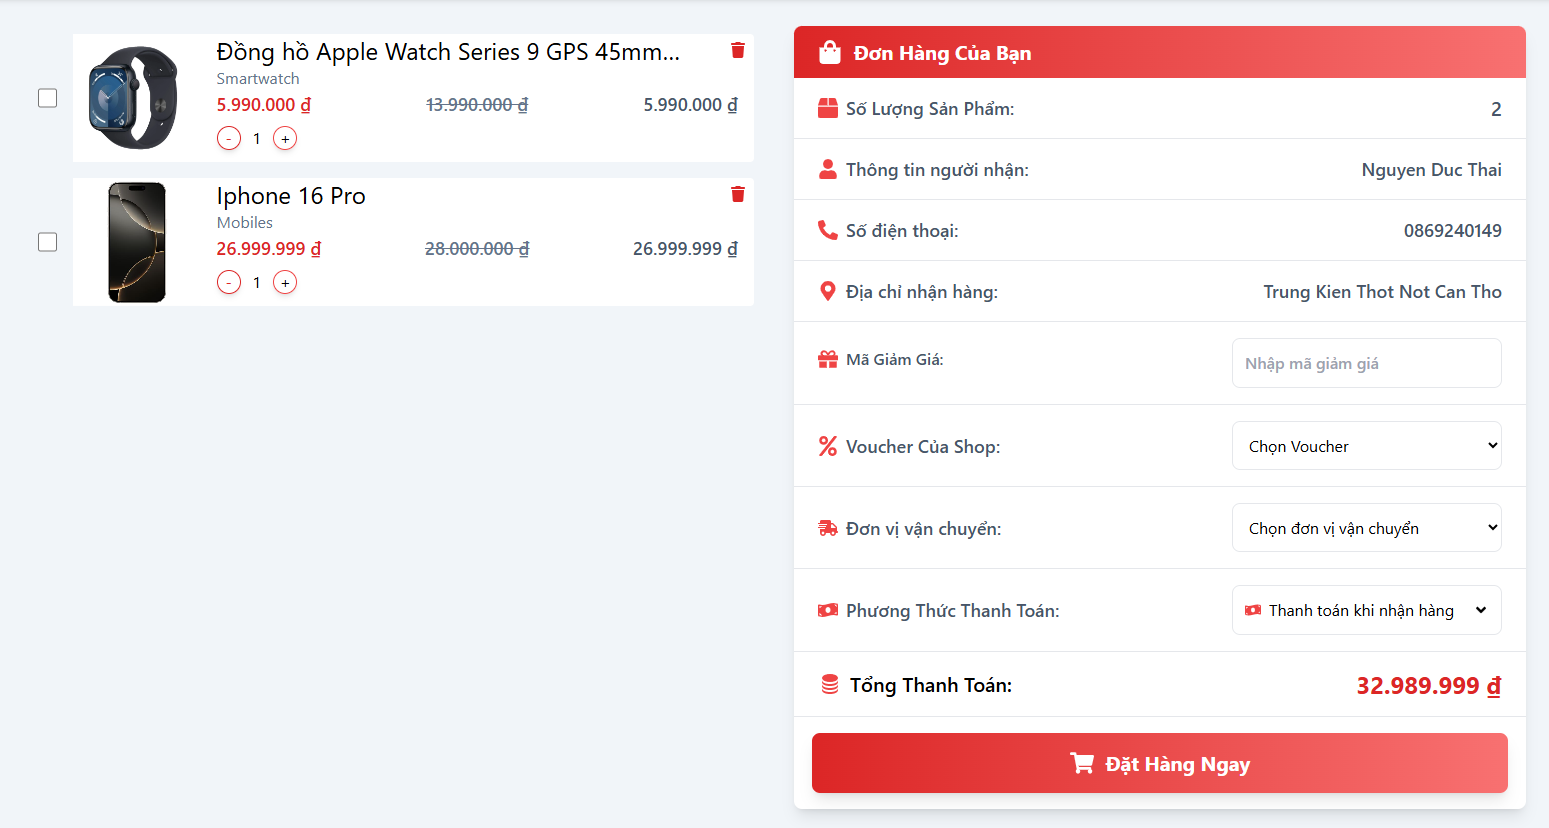 Đồng hồ Apple Watch Series 9 GPS 45mm...
Smartwatch
5.990.000 ₫ 13.990.000 ₫ 5.990.000 ₫
- 1 +
Iphone 16 Pro
Mobiles
26.999.999 ₫ 28.000.000 ₫ 26.999.999 ₫
- 1 +
Đơn Hàng Của Bạn
Số Lượng Sản Phẩm: 2
Thông tin người nhận: Nguyen Duc Thai
Số điện thoại: 0869240149
Địa chỉ nhận hàng: Trung Kien Thot Not Can Tho
Mã Giảm Giá: Nhập mã giảm giá
Voucher Của Shop: Chọn Voucher
Đơn vị vận chuyển: Chọn đơn vị vận chuyển
Phương Thức Thanh Toán: Thanh toán khi nhận hàng
Tổng Thanh Toán: 32.989.999 ₫
Đặt Hàng Ngay